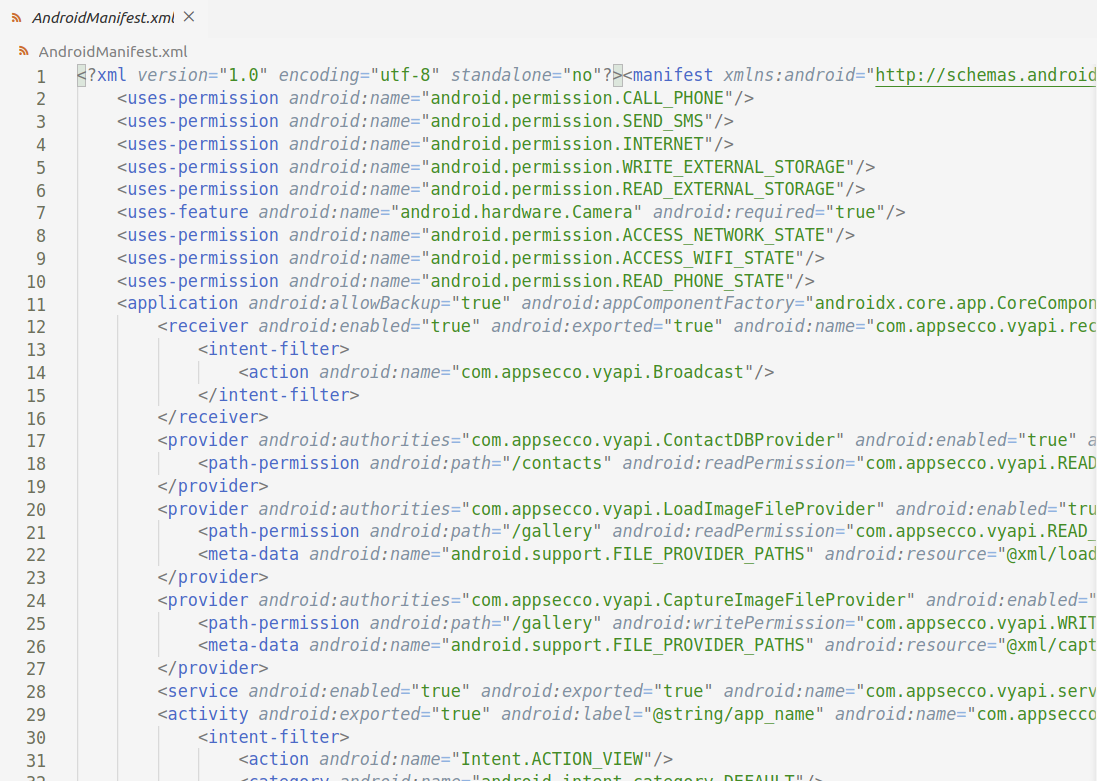 AndroidManifest.xml
AndroidManifest.xml
1 <?xml version="1.0" encoding="utf-8" standalone="no"?><manifest xmlns:android="http://schemas.android
2 <uses-permission android:name="android.permission.CALL_PHONE"/>
3 <uses-permission android:name="android.permission.SEND_SMS"/>
4 <uses-permission android:name="android.permission.INTERNET"/>
5 <uses-permission android:name="android.permission.WRITE_EXTERNAL_STORAGE"/>
6 <uses-permission android:name="android.permission.READ_EXTERNAL_STORAGE"/>
7 <uses-feature android:name="android.hardware.Camera" android:required="true"/>
8 <uses-permission android:name="android.permission.ACCESS_NETWORK_STATE"/>
9 <uses-permission android:name="android.permission.ACCESS_WIFI_STATE"/>
10 <uses-permission android:name="android.permission.READ_PHONE_STATE"/>
11 <application android:allowBackup="true" android:appComponentFactory="androidx.core.app.CoreCompon
12 <receiver android:enabled="true" android:exported="true" android:name="com.appsecco.vyapi.rec
13 <intent-filter>
14 <action android:name="com.appsecco.vyapi.Broadcast"/>
15 </intent-filter>
16 </receiver>
17 <provider android:authorities="com.appsecco.vyapi.ContactDBProvider" android:enabled="true" a
18 <path-permission android:path="/contacts" android:readPermission="com.appsecco.vyapi.READ
19 </provider>
20 <provider android:authorities="com.appsecco.vyapi.LoadImageFileProvider" android:enabled="tru
21 <path-permission android:path="/gallery" android:readPermission="com.appsecco.vyapi.READ_
22 <meta-data android:name="android.support.FILE_PROVIDER_PATHS" android:resource="@xml/load
23 </provider>
24 <provider android:authorities="com.appsecco.vyapi.CaptureImageFileProvider" android:enabled="
25 <path-permission android:path="/gallery" android:writePermission="com.appsecco.vyapi.WRIT
26 <meta-data android:name="android.support.FILE_PROVIDER_PATHS" android:resource="@xml/capt
27 </provider>
28 <service android:enabled="true" android:exported="true" android:name="com.appsecco.vyapi.serv
29 <activity android:exported="true" android:label="@string/app_name" android:name="com.appsecco
30 <intent-filter>
31 <action android:name="Intent.ACTION_VIEW"/>
32 <category android:name="android.intent.category.DEFAULT"/>